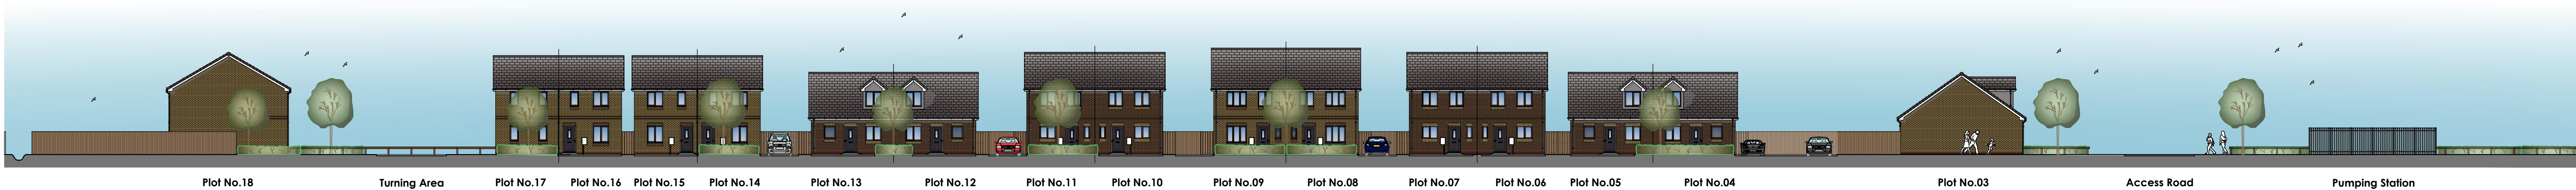 Plot No.18 Turning Area Plot No.17 Plot No.16 Plot No.15 Plot No.14 Plot No.13 Plot No.12 Plot No.11 Plot No.10 Plot No.09 Plot No.08 Plot No.07 Plot No.06 Plot No.05 Plot No.04 Plot No.03 Access Road Pumping Station